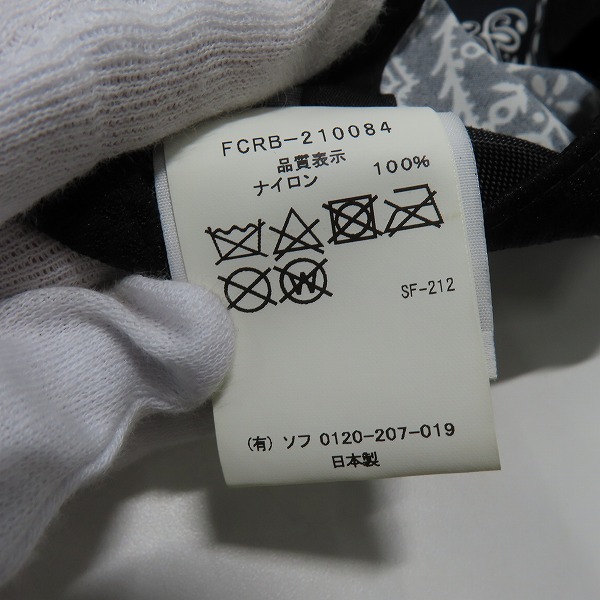 FCRB-210084
品質表示
ナイロン 100%
W
SF-212
(有) ソフ 0120-207-019
日本製